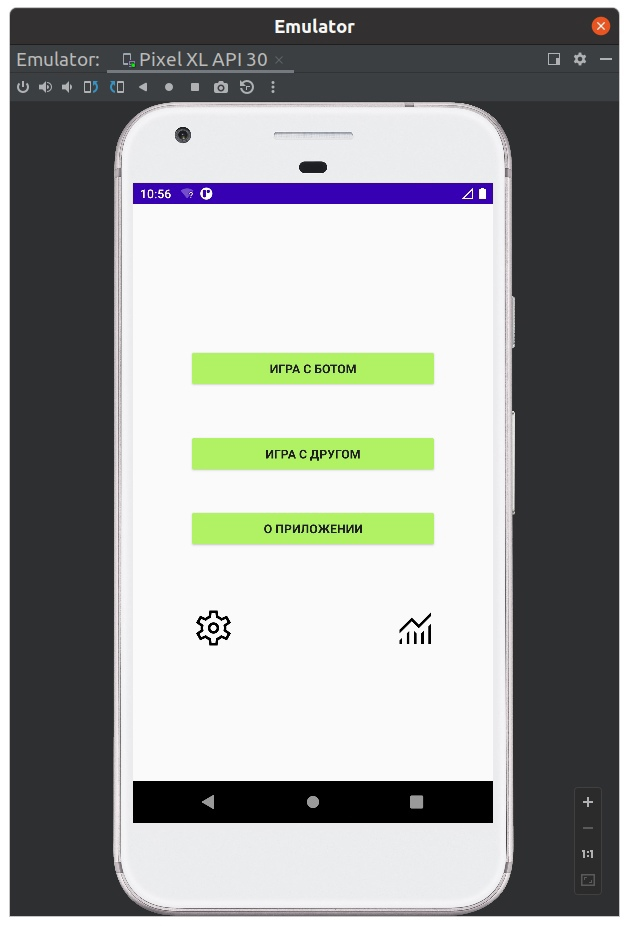 Emulator
Emulator: Pixel XL API 30
10:56
ИГРА С БОТОМ
ИГРА С ДРУГОМ
О ПРИЛОЖЕНИИ
1:1